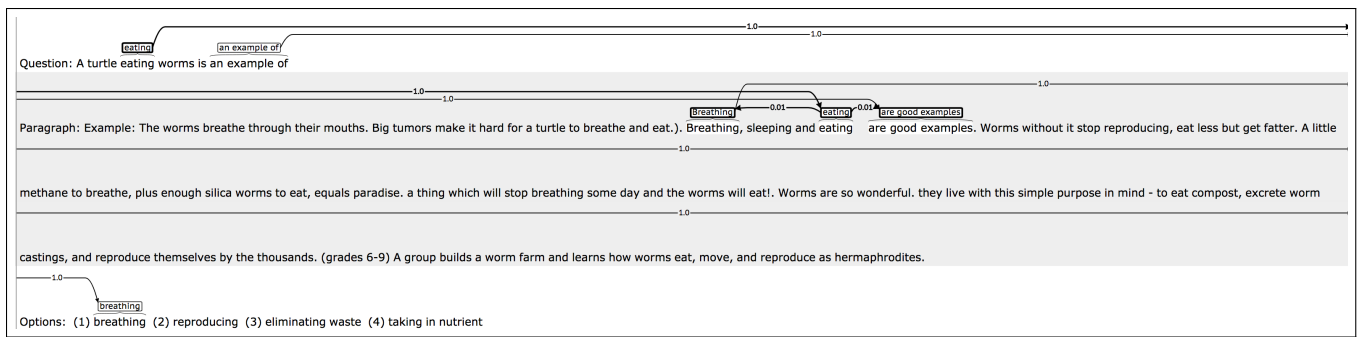 1.0
1.0
eating an example of
Question: A turtle eating worms is an example of
1.0
1.0
1.0
Breathing 0.01 eating 0.01 are good examples
Paragraph: Example: The worms breathe through their mouths. Big tumors make it hard for a turtle to breathe and eat.). Breathing, sleeping and eating are good examples. Worms without it stop reproducing, eat less but get fatter. A little
1.0
methane to breathe, plus enough silica worms to eat, equals paradise. a thing which will stop breathing some day and the worms will eat!. Worms are so wonderful. they live with this simple purpose in mind - to eat compost, excrete worm
1.0
castings, and reproduce themselves by the thousands. (grades 6-9) A group builds a worm farm and learns how worms eat, move, and reproduce as hermaphrodites.
1.0
breathing
Options: (1) breathing (2) reproducing (3) eliminating waste (4) taking in nutrient